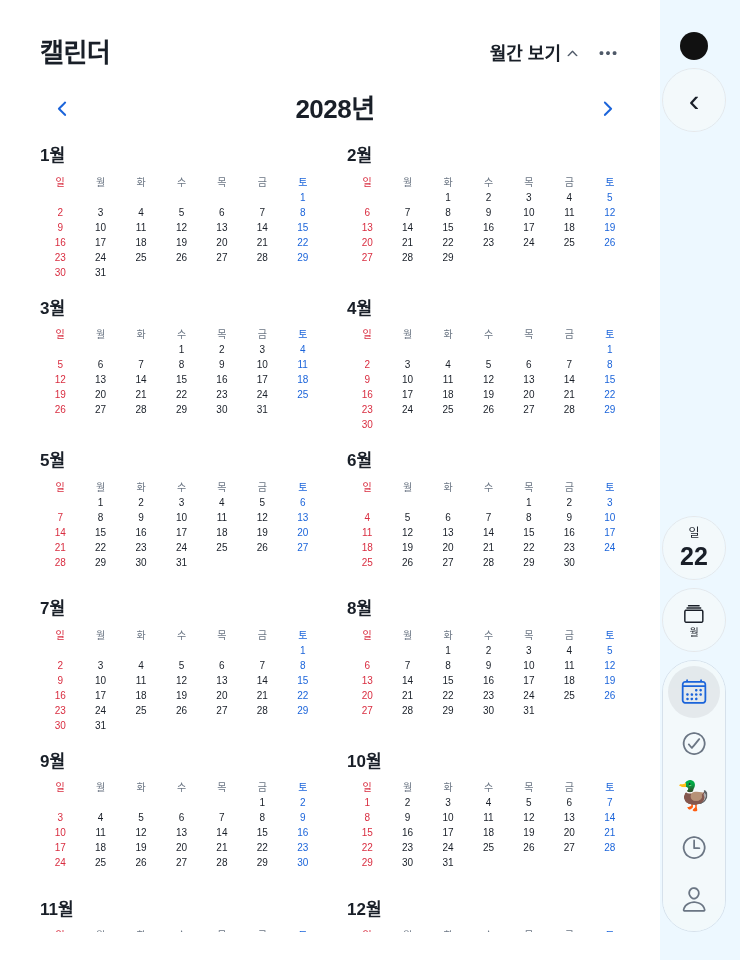 캘린더
월간 보기
2028년
1월
일 월 화 수 목 금 토
1
2 3 4 5 6 7 8
9 10 11 12 13 14 15
16 17 18 19 20 21 22
23 24 25 26 27 28 29
30 31
2월
일 월 화 수 목 금 토
1 2 3 4 5
6 7 8 9 10 11 12
13 14 15 16 17 18 19
20 21 22 23 24 25 26
27 28 29
3월
일 월 화 수 목 금 토
1 2 3 4
5 6 7 8 9 10 11
12 13 14 15 16 17 18
19 20 21 22 23 24 25
26 27 28 29 30 31
4월
일 월 화 수 목 금 토
1
2 3 4 5 6 7 8
9 10 11 12 13 14 15
16 17 18 19 20 21 22
23 24 25 26 27 28 29
30
5월
일 월 화 수 목 금 토
1 2 3 4 5 6
7 8 9 10 11 12 13
14 15 16 17 18 19 20
21 22 23 24 25 26 27
28 29 30 31
6월
일 월 화 수 목 금 토
1 2 3
4 5 6 7 8 9 10
11 12 13 14 15 16 17
18 19 20 21 22 23 24
25 26 27 28 29 30
7월
일 월 화 수 목 금 토
1
2 3 4 5 6 7 8
9 10 11 12 13 14 15
16 17 18 19 20 21 22
23 24 25 26 27 28 29
30 31
8월
일 월 화 수 목 금 토
1 2 3 4 5
6 7 8 9 10 11 12
13 14 15 16 17 18 19
20 21 22 23 24 25 26
27 28 29 30 31
9월
일 월 화 수 목 금 토
1 2
3 4 5 6 7 8 9
10 11 12 13 14 15 16
17 18 19 20 21 22 23
24 25 26 27 28 29 30
10월
일 월 화 수 목 금 토
1 2 3 4 5 6 7
8 9 10 11 12 13 14
15 16 17 18 19 20 21
22 23 24 25 26 27 28
29 30 31
11월
12월
일
22
월